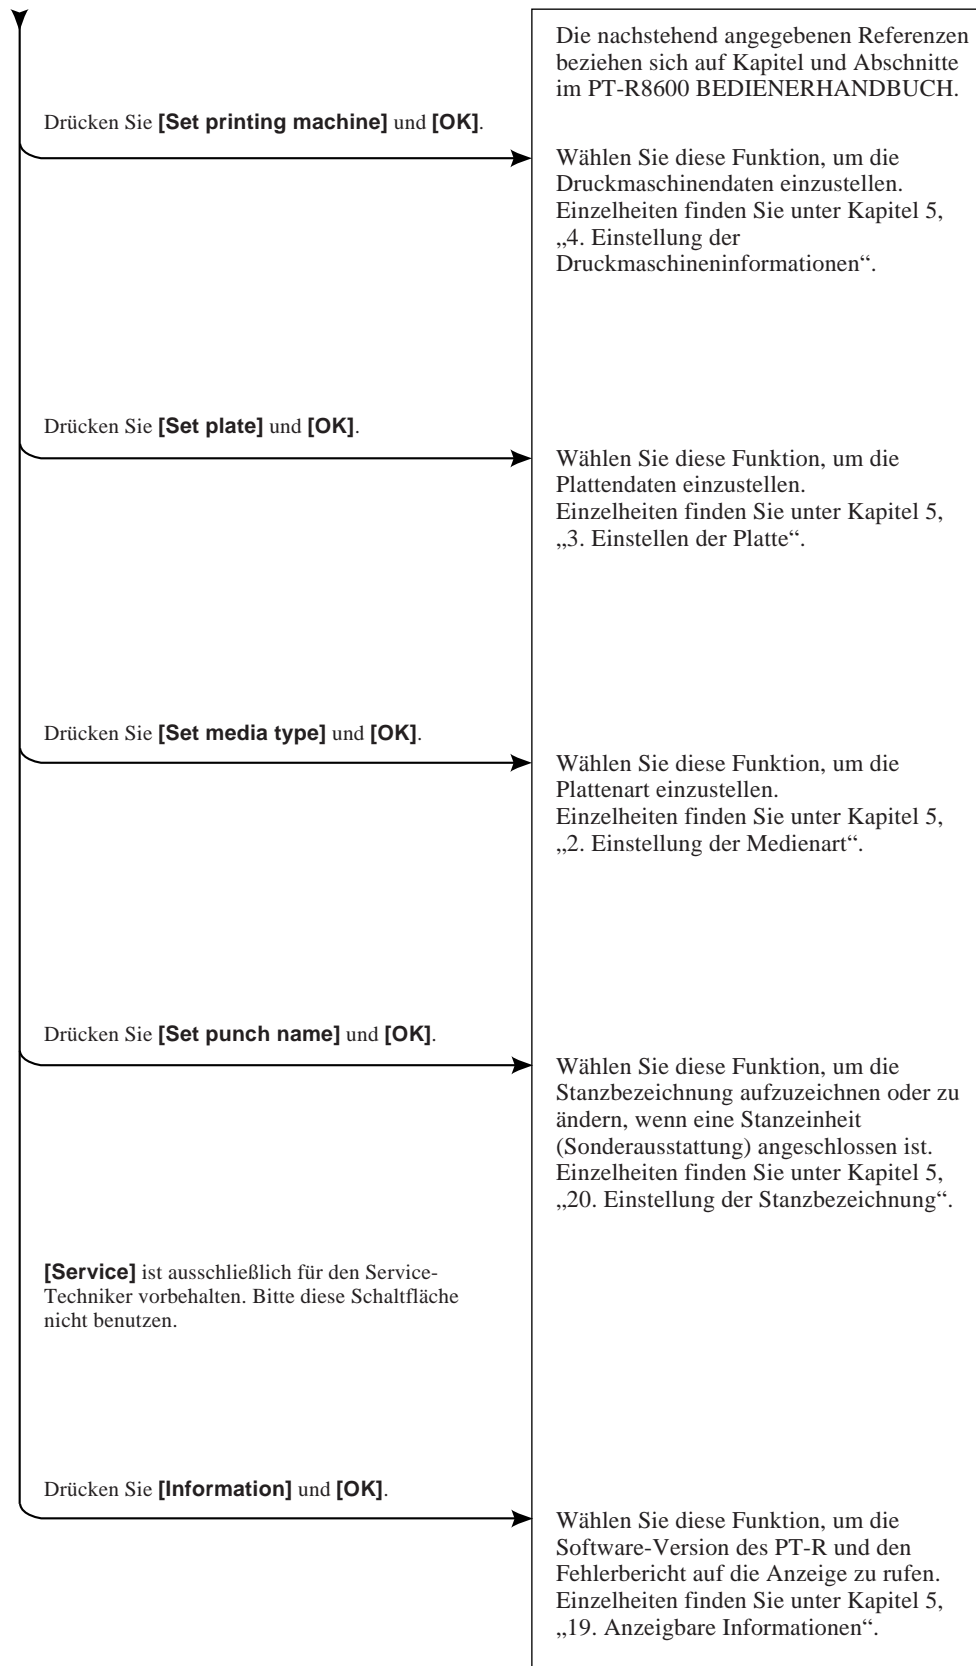 Die nachstehend angegebenen Referenzen
beziehen sich auf Kapitel und Abschnitte
im PT-R8600 BEDIENERHANDBUCH.
Drücken Sie [Set printing machine] und [OK].
Wählen Sie diese Funktion, um die
Druckmaschinendaten einzustellen.
Einzelheiten finden Sie unter Kapitel 5,
„4. Einstellung der
Druckmaschineninformationen“.
Drücken Sie [Set plate] und [OK].
Wählen Sie diese Funktion, um die
Plattendaten einzustellen.
Einzelheiten finden Sie unter Kapitel 5,
„3. Einstellen der Platte“.
Drücken Sie [Set media type] und [OK].
Wählen Sie diese Funktion, um die
Plattenart einzustellen.
Einzelheiten finden Sie unter Kapitel 5,
„2. Einstellung der Medienart“.
Drücken Sie [Set punch name] und [OK].
Wählen Sie diese Funktion, um die
Stanzbezeichnung aufzuzeichnen oder zu
ändern, wenn eine Stanzeinheit
(Sonderausstattung) angeschlossen ist.
Einzelheiten finden Sie unter Kapitel 5,
„20. Einstellung der Stanzbezeichnung“.
[Service] ist ausschließlich für den Service-
Techniker vorbehalten. Bitte diese Schaltfläche
nicht benutzen.
Drücken Sie [Information] und [OK].
Wählen Sie diese Funktion, um die
Software-Version des PT-R und den
Fehlerbericht auf die Anzeige zu rufen.
Einzelheiten finden Sie unter Kapitel 5,
„19. Anzeigbare Informationen“.